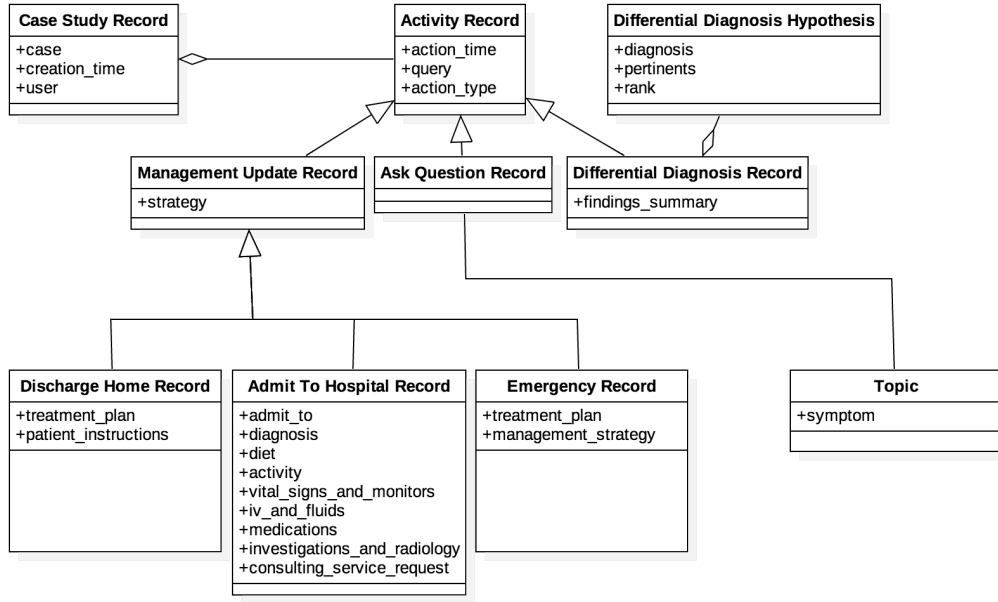 Case Study Record
+case
+creation_time
+user
Activity Record
+action_time
+query
+action_type
Differential Diagnosis Hypothesis
+diagnosis
+pertinents
+rank
Management Update Record
+strategy
Ask Question Record
Differential Diagnosis Record
+findings_summary
Discharge Home Record
+treatment_plan
+patient_instructions
Admit To Hospital Record
+admit_to
+diagnosis
+diet
+activity
+vital_signs_and_monitors
+iv_and_fluids
+medications
+investigations_and_radiology
+consulting_service_request
Emergency Record
+treatment_plan
+management_strategy
Topic
+symptom